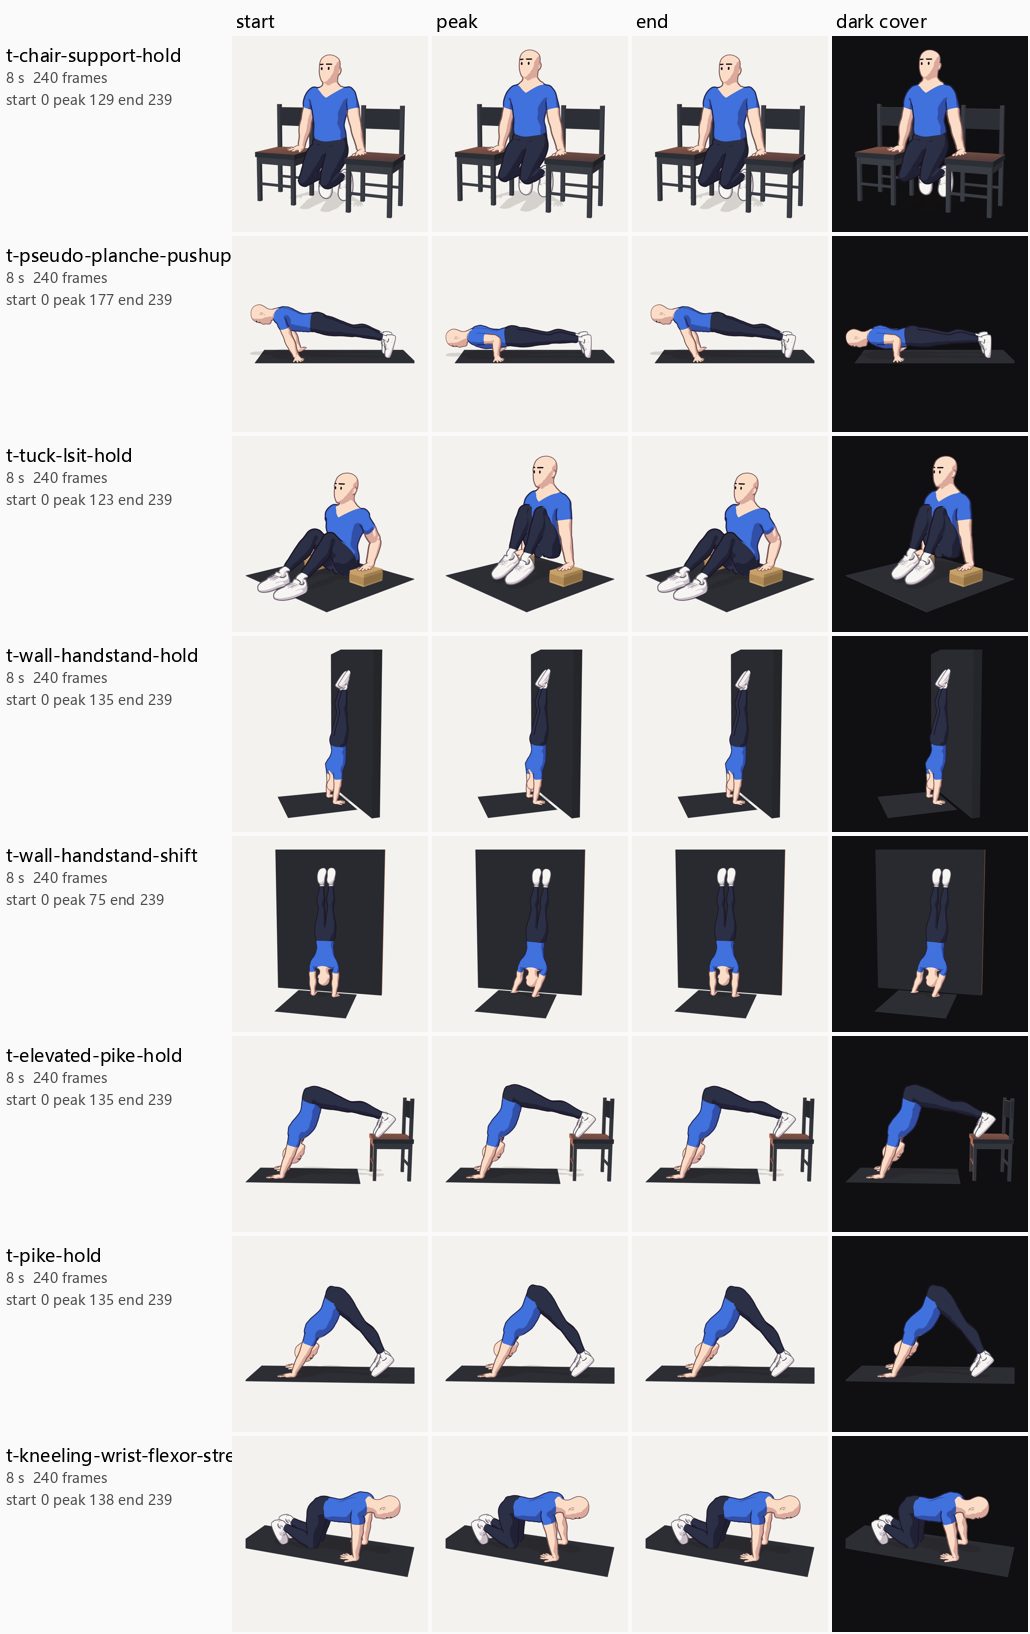 start peak end dark cover
t-chair-support-hold
8 s 240 frames
start 0 peak 129 end 239
t-pseudo-planche-pushup
8 s 240 frames
start 0 peak 177 end 239
t-tuck-lsit-hold
8 s 240 frames
start 0 peak 123 end 239
t-wall-handstand-hold
8 s 240 frames
start 0 peak 135 end 239
t-wall-handstand-shift
8 s 240 frames
start 0 peak 75 end 239
t-elevated-pike-hold
8 s 240 frames
start 0 peak 135 end 239
t-pike-hold
8 s 240 frames
start 0 peak 135 end 239
t-kneeling-wrist-flexor-stre
8 s 240 frames
start 0 peak 138 end 239